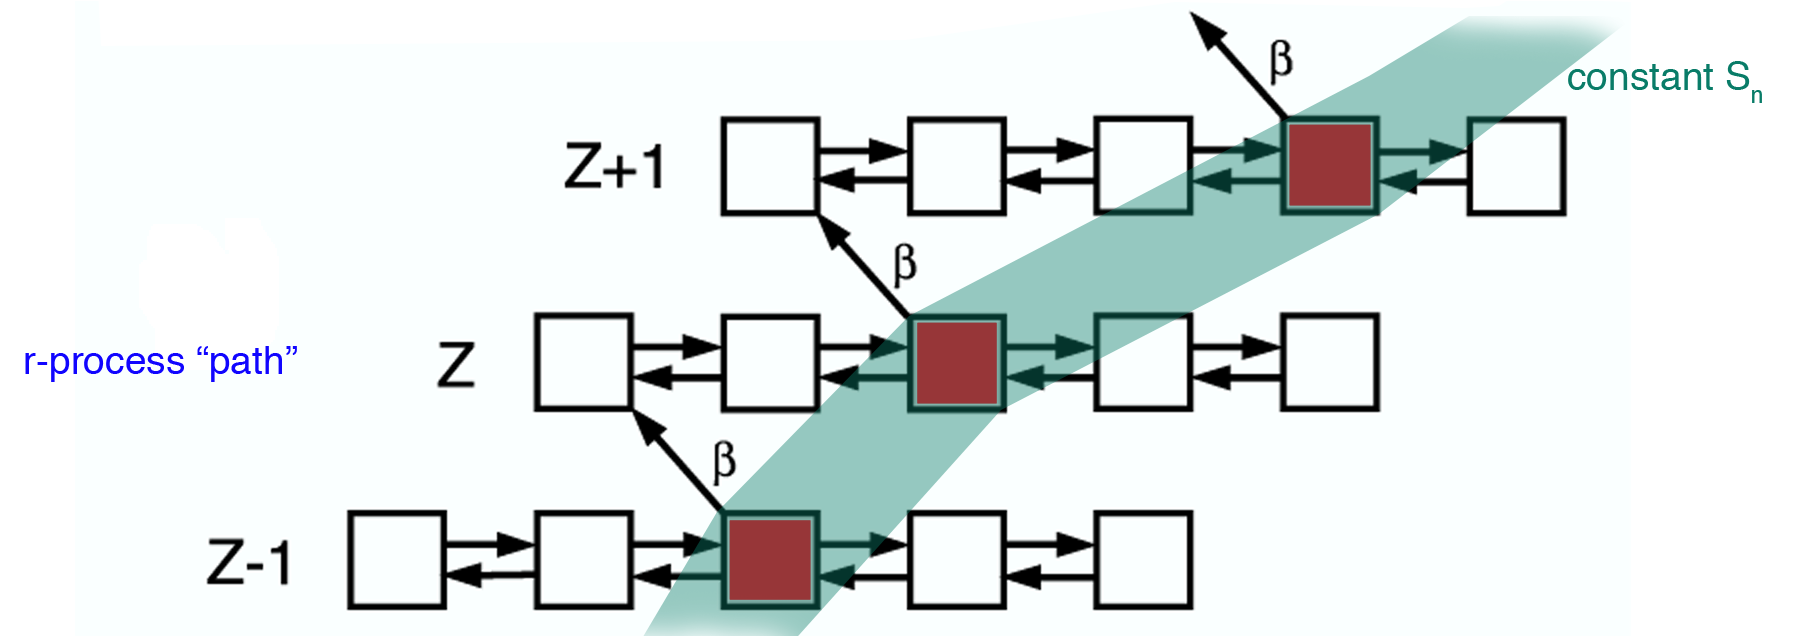 β
constant Sn
Z+1
β
r-process “path”
Z
β
Z-1